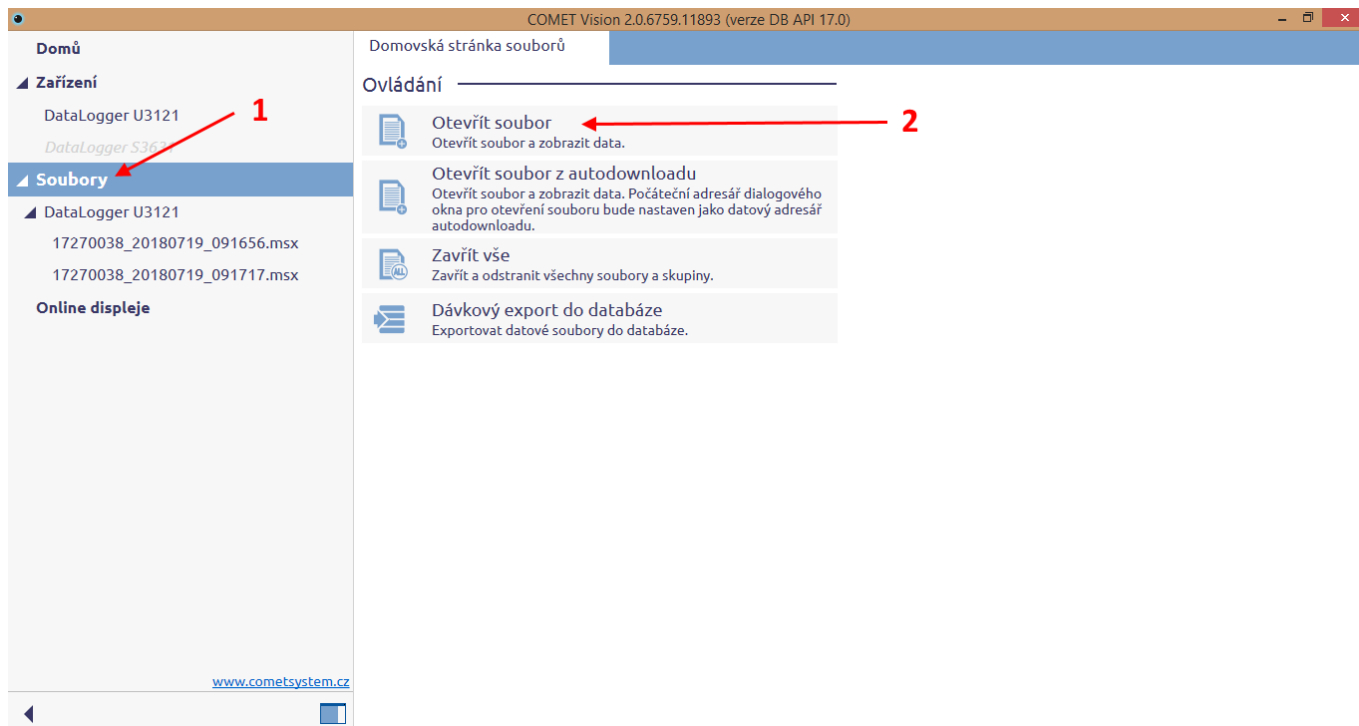 COMET Vision 2.0.6759.11893 (verze DB API 17.0)
Domů
Zařízení
DataLogger U3121
DataLogger S3631
Soubory
DataLogger U3121
17270038_20180719_091656.msx
17270038_20180719_091717.msx
Online displeje
www.cometsystem.cz
1
Domovská stránka souborů
Ovládání
Otevřít soubor
Otevřít soubor a zobrazit data.
2
Otevřít soubor z autodownloadu
Otevřít soubor a zobrazit data. Počáteční adresář dialogového
okna pro otevření souboru bude nastaven jako datový adresář
autodownloadu.
ALL
Zavřít vše
Zavřít a odstranit všechny soubory a skupiny.
Dávkový export do databáze
Exportovat datové soubory do databáze.